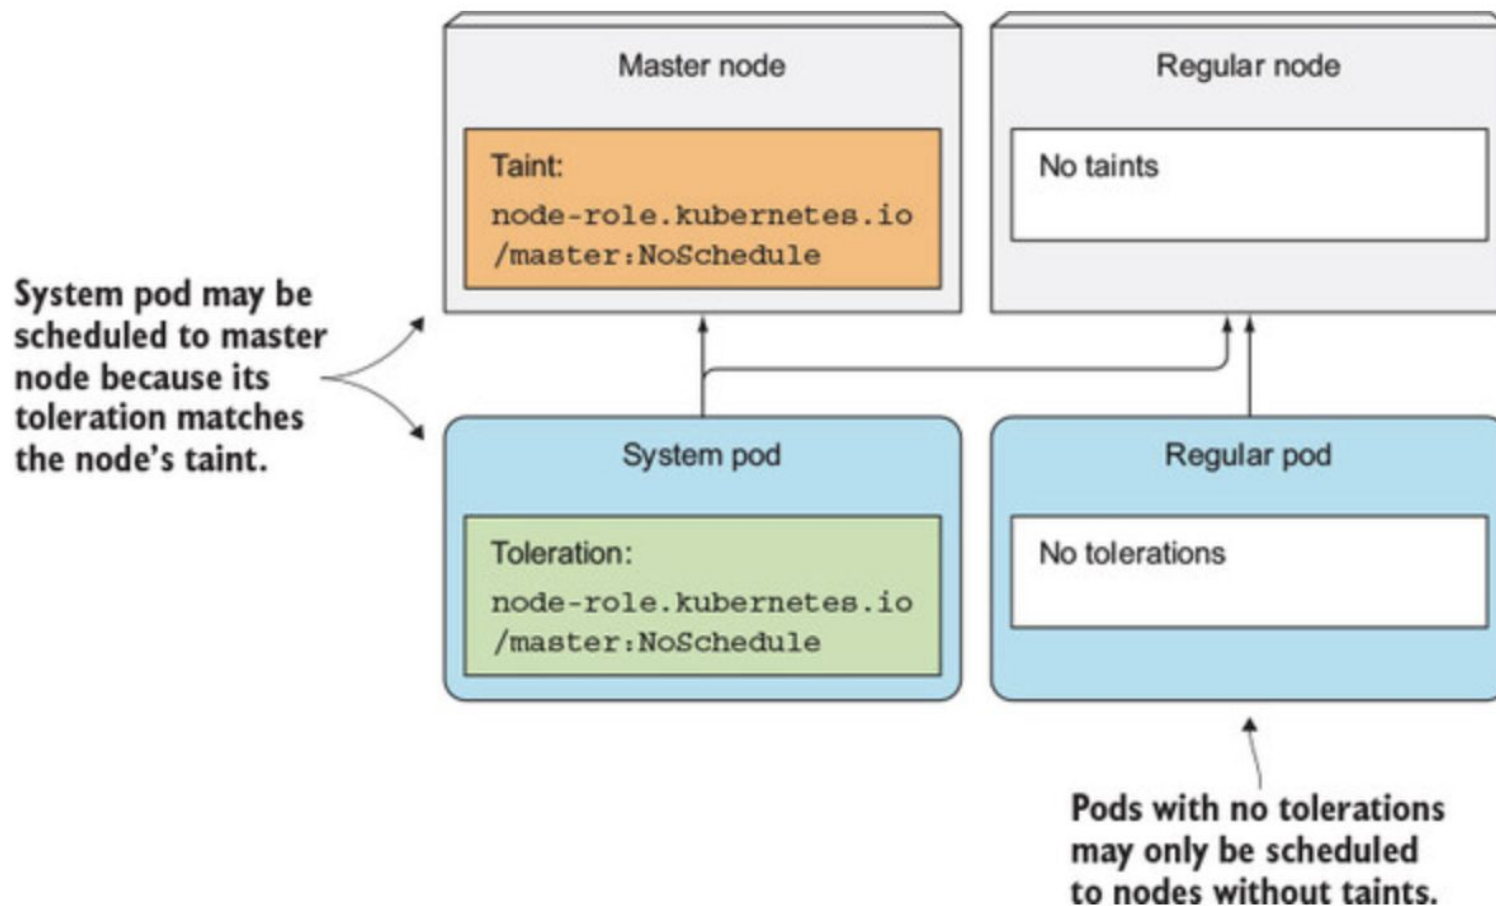 Master node
Taint:
node-role.kubernetes.io
/master:NoSchedule
Regular node
No taints
System pod may be
scheduled to master
node because its
toleration matches
the node's taint.
System pod
Toleration:
node-role.kubernetes.io
/master:NoSchedule
Regular pod
No tolerations
Pods with no tolerations
may only be scheduled
to nodes without taints.